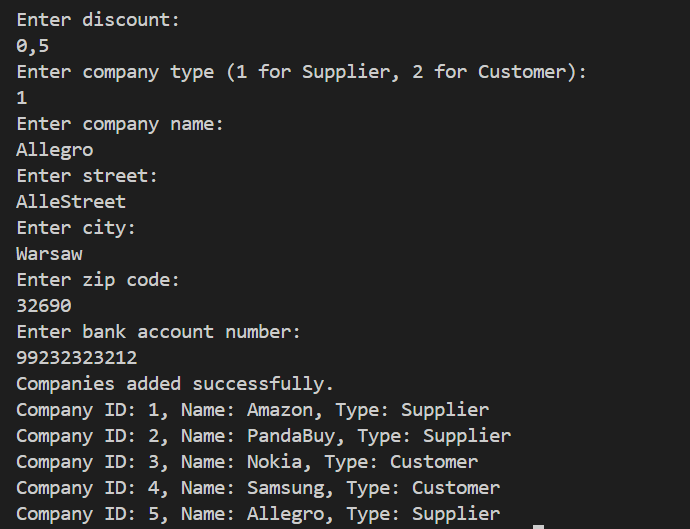 Enter discount:
0,5
Enter company type (1 for Supplier, 2 for Customer):
1
Enter company name:
Allegro
Enter street:
AlleStreet
Enter city:
Warsaw
Enter zip code:
32690
Enter bank account number:
99232323212
Companies added successfully.
Company ID: 1, Name: Amazon, Type: Supplier
Company ID: 2, Name: PandaBuy, Type: Supplier
Company ID: 3, Name: Nokia, Type: Customer
Company ID: 4, Name: Samsung, Type: Customer
Company ID: 5, Name: Allegro, Type: Supplier